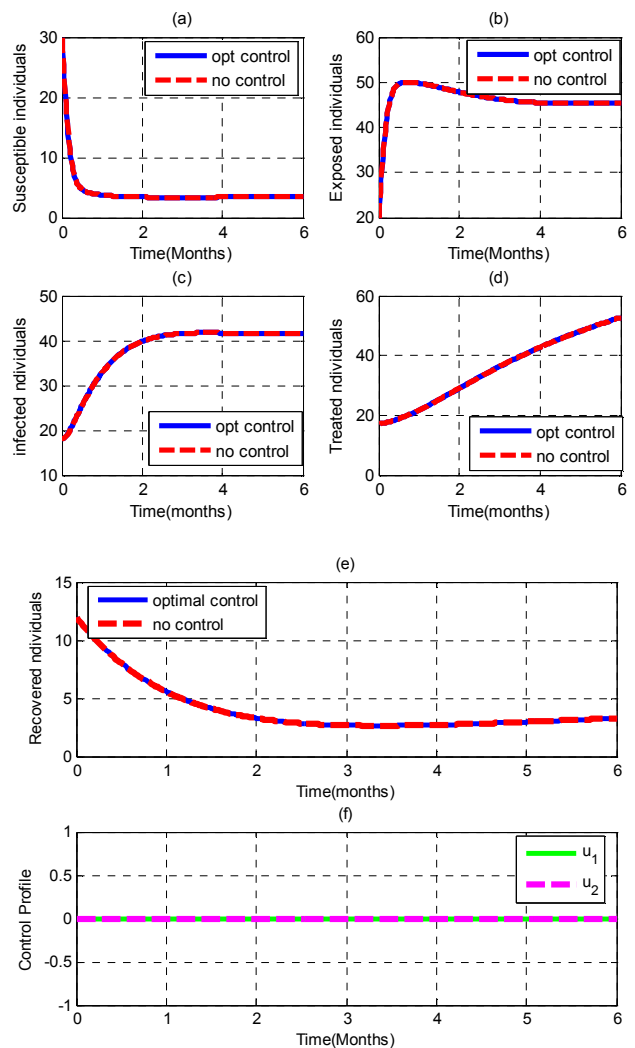 (a)
30
20
10
0
Susceptible individuals
opt control
no control
0 2 4 6
Time(Months)
(b)
60
50
40
30
20
Exposed individuals
opt control
no control
0 2 4 6
Time(Months)
(c)
50
40
30
20
10
infected ndividuals
opt control
no control
0 2 4 6
Time(months)
(d)
60
40
20
0
Treated ndividuals
opt control
no control
0 2 4 6
Time(months)
(e)
15
10
5
0
Recovered ndividuals
optimal control
no control
0 1 2 3 4 5 6
Time(months)
(f)
1
0.5
0
-0.5
-1
Control Profile
u_1
u_2
0 1 2 3 4 5 6
Time(Months)